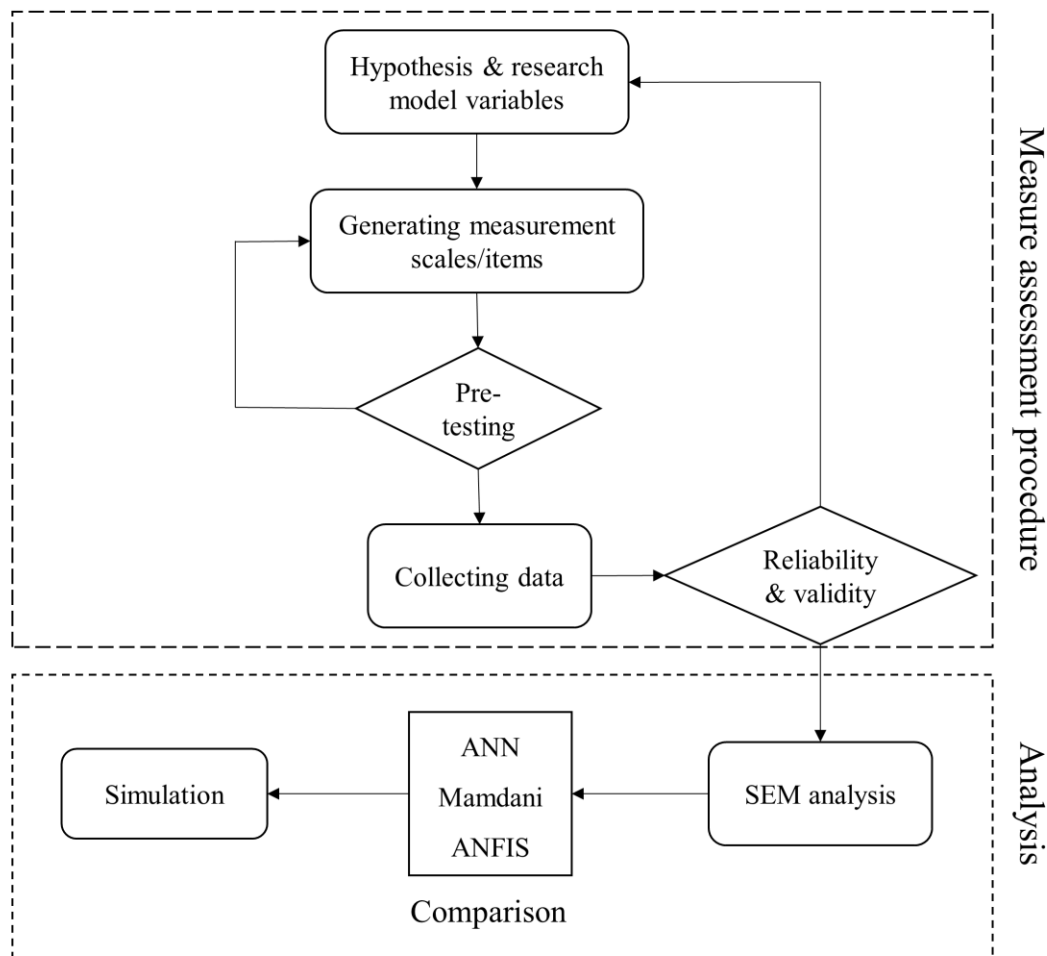 Hypothesis & research
model variables
Generating measurement
scales/items
Pre-
testing
Collecting data
Reliability
& validity
Measure assessment procedure
Simulation
ANN
Mamdani
ANFIS
Comparison
SEM analysis
Analysis